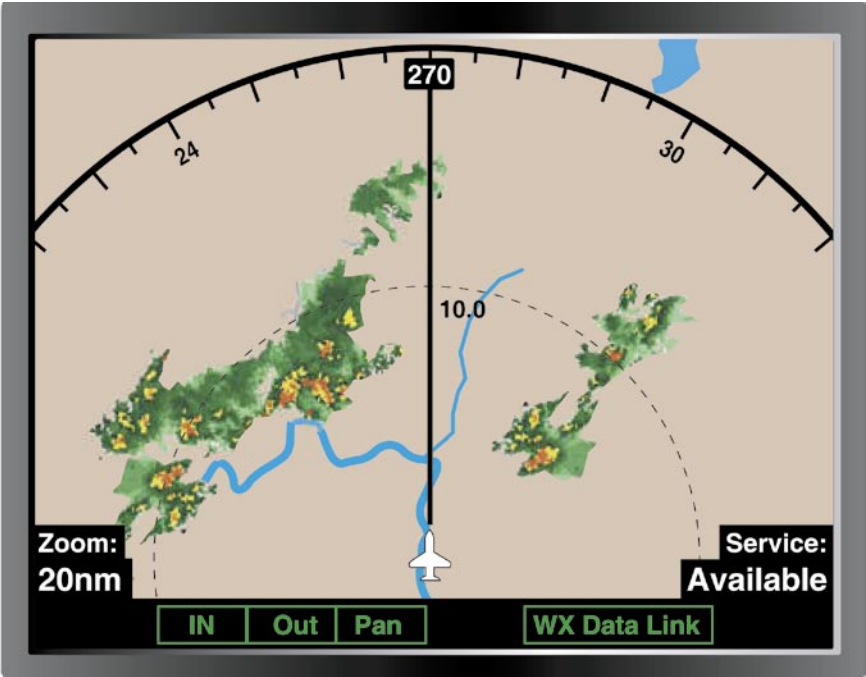 270
24
30
10.0
Zoom:
20nm
Service:
Available
IN
Out
Pan
WX Data Link